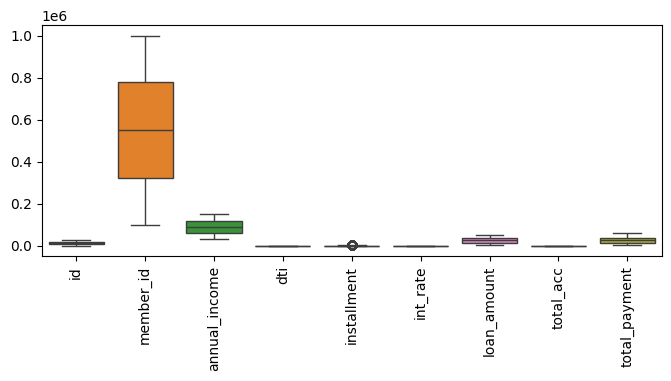 1e6
1.0
0.8
0.6
0.4
0.2
0.0
id
member_id
annual_income
dti
installment
int_rate
loan_amount
total_acc
total_payment